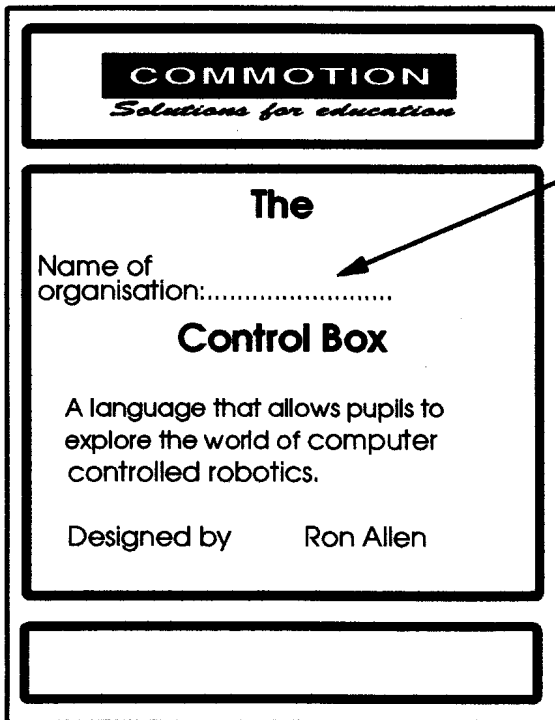 COMMOTION
Solutions for education
The
Name of
organisation:.........................
Control Box
A language that allows pupils to
explore the world of computer
controlled robotics.
Designed by Ron Allen